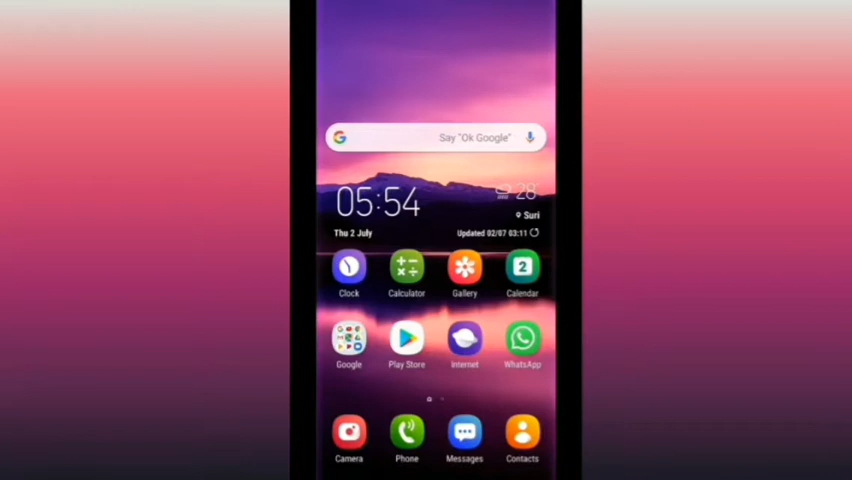 Say "Ok Google"
05:54
28
Suri
Thu 2 July
Updated 02/07 03:11
2
Clock
Calculator
Gallery
Calendar
Google
Play Store
Internet
WhatsApp
Camera
Phone
Messages
Contacts